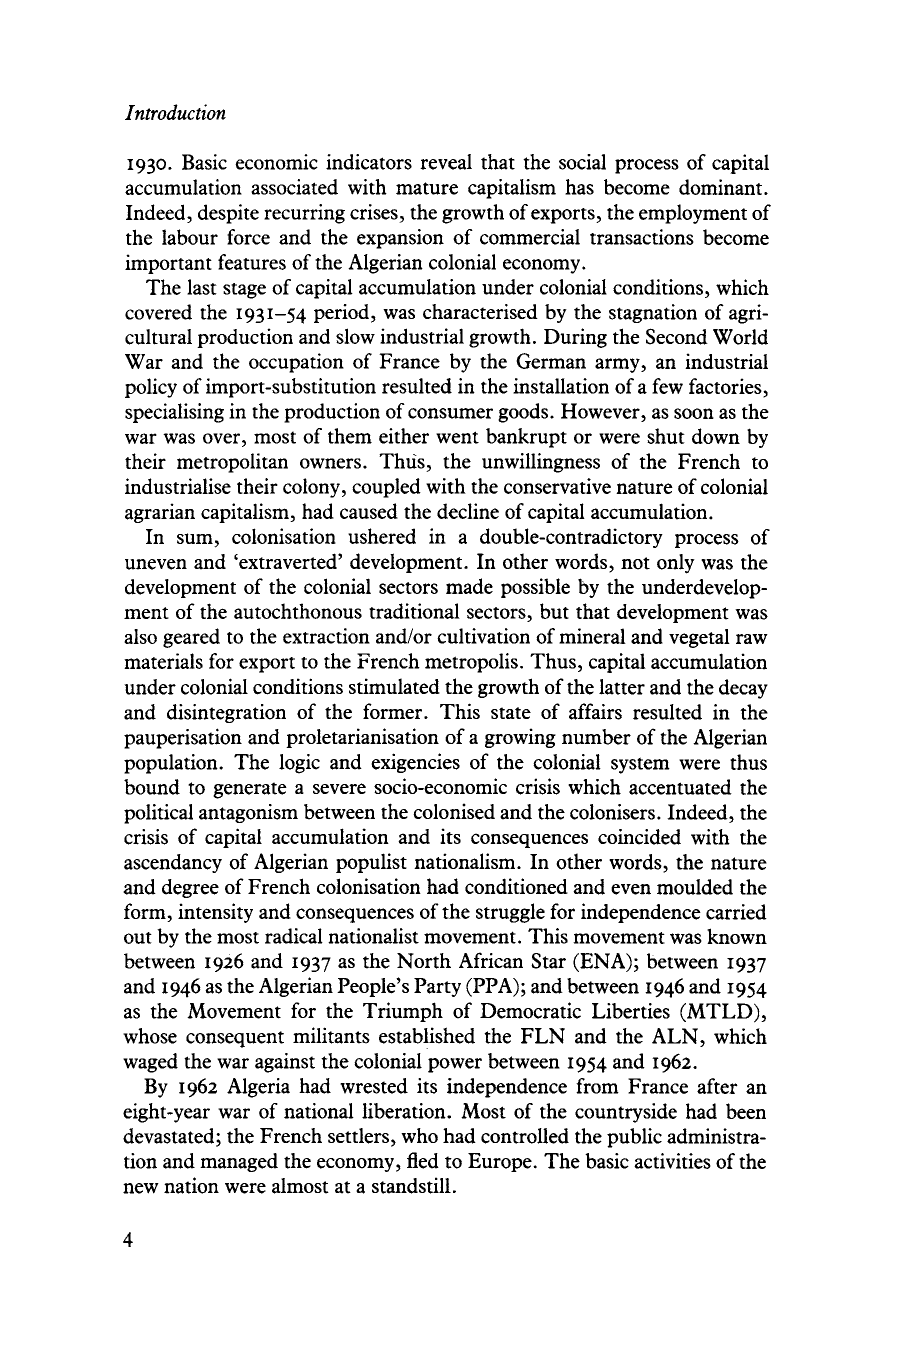 Introduction
1930. Basic economic indicators reveal that the social process of capital
accumulation associated with mature capitalism has become dominant.
Indeed, despite recurring crises, the growth of exports, the employment of
the labour force and the expansion of commercial transactions become
important features of the Algerian colonial economy.
The last stage of capital accumulation under colonial conditions, which
covered the 1931–54 period, was characterised by the stagnation of agri-
cultural production and slow industrial growth. During the Second World
War and the occupation of France by the German army, an industrial
policy of import-substitution resulted in the installation of a few factories,
specialising in the production of consumer goods. However, as soon as the
war was over, most of them either went bankrupt or were shut down by
their metropolitan owners. Thus, the unwillingness of the French to
industrialise their colony, coupled with the conservative nature of colonial
agrarian capitalism, had caused the decline of capital accumulation.
In sum, colonisation ushered in a double-contradictory process of
uneven and ‘extraverted’ development. In other words, not only was the
development of the colonial sectors made possible by the underdevelop-
ment of the autochthonous traditional sectors, but that development was
also geared to the extraction and/or cultivation of mineral and vegetal raw
materials for export to the French metropolis. Thus, capital accumulation
under colonial conditions stimulated the growth of the latter and the decay
and disintegration of the former. This state of affairs resulted in the
pauperisation and proletarianisation of a growing number of the Algerian
population. The logic and exigencies of the colonial system were thus
bound to generate a severe socio-economic crisis which accentuated the
political antagonism between the colonised and the colonisers. Indeed, the
crisis of capital accumulation and its consequences coincided with the
ascendancy of Algerian populist nationalism. In other words, the nature
and degree of French colonisation had conditioned and even moulded the
form, intensity and consequences of the struggle for independence carried
out by the most radical nationalist movement. This movement was known
between 1926 and 1937 as the North African Star (ENA); between 1937
and 1946 as the Algerian People’s Party (PPA); and between 1946 and 1954
as the Movement for the Triumph of Democratic Liberties (MTLD),
whose consequent militants established the FLN and the ALN, which
waged the war against the colonial power between 1954 and 1962.
By 1962 Algeria had wrested its independence from France after an
eight-year war of national liberation. Most of the countryside had been
devastated; the French settlers, who had controlled the public administra-
tion and managed the economy, fled to Europe. The basic activities of the
new nation were almost at a standstill.
4